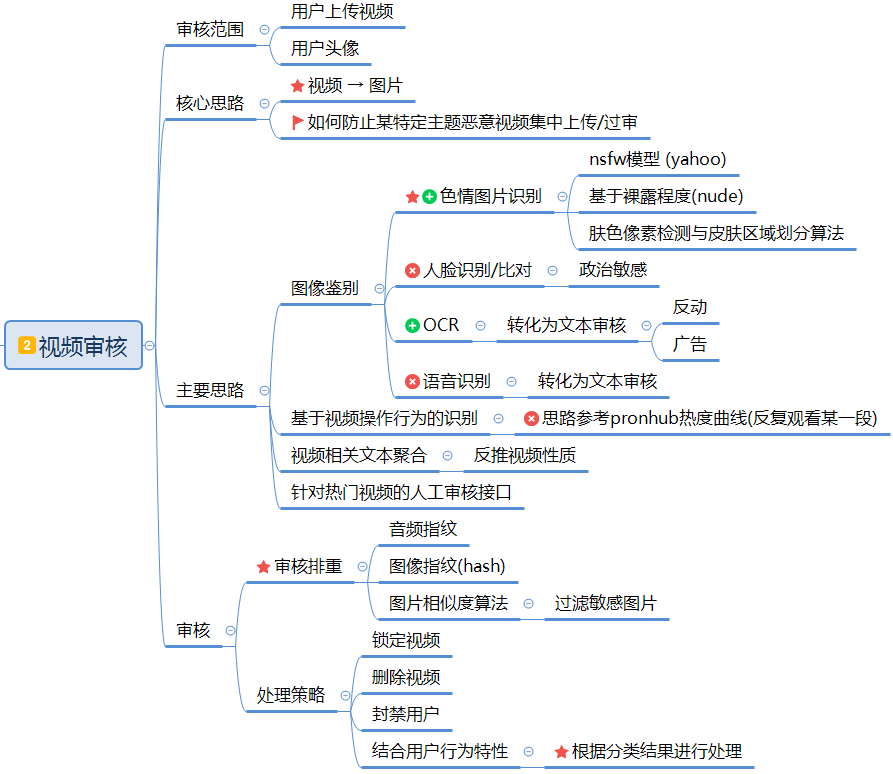 审核范围
用户上传视频
用户头像
核心思路
视频 → 图片
如何防止某特定主题恶意视频集中上传/过审
2 视频审核
主要思路
图像鉴别
色情图片识别
nsfw模型 (yahoo)
基于裸露程度(nude)
肤色像素检测与皮肤区域划分算法
人脸识别/比对
政治敏感
OCR
转化为文本审核
反动
广告
语音识别
转化为文本审核
基于视频操作行为的识别
思路参考pronhub热度曲线(反复观看某一段)
视频相关文本聚合
反推视频性质
针对热门视频的人工审核接口
审核
审核排重
音频指纹
图像指纹(hash)
图片相似度算法
过滤敏感图片
处理策略
锁定视频
删除视频
封禁用户
结合用户行为特性
根据分类结果进行处理